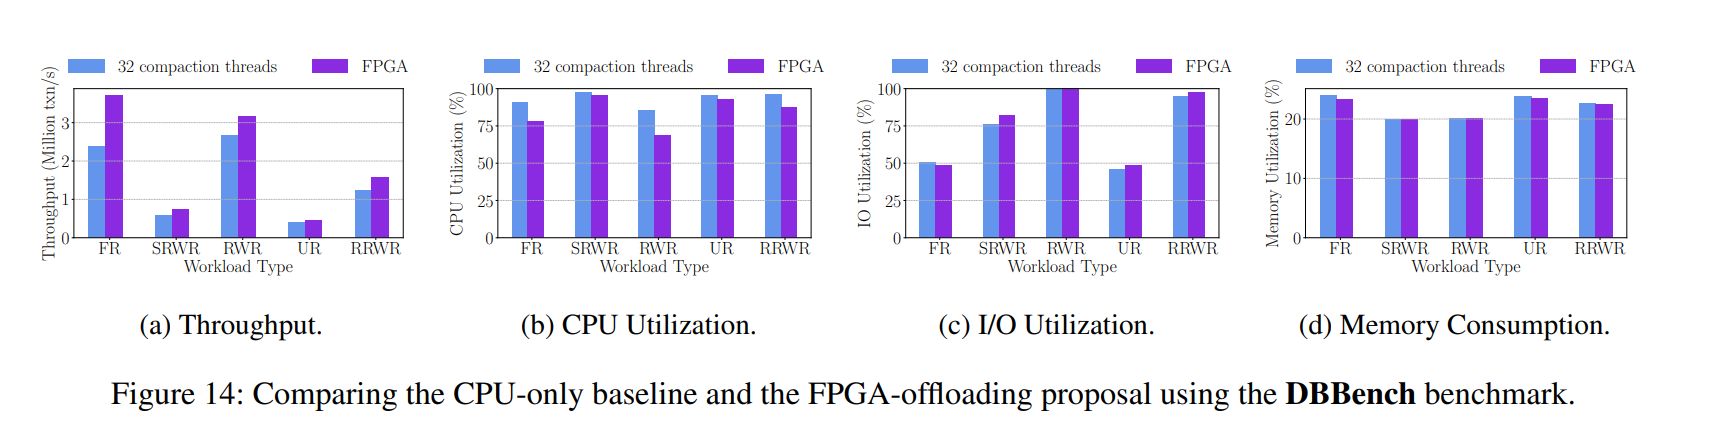 32 compaction threads FPGA
Throughput (Million txn/s)
3
2
1
0
FR SRWR RWR UR RRWR
Workload Type
(a) Throughput.
32 compaction threads FPGA
CPU Utilization (%)
100
75
50
25
0
FR SRWR RWR UR RRWR
Workload Type
(b) CPU Utilization.
32 compaction threads FPGA
IO Utilization (%)
100
75
50
25
0
FR SRWR RWR UR RRWR
Workload Type
(c) I/O Utilization.
32 compaction threads FPGA
Memory Utilization (%)
20
10
0
FR SRWR RWR UR RRWR
Workload Type
(d) Memory Consumption.
Figure 14: Comparing the CPU-only baseline and the FPGA-offloading proposal using the DBBench benchmark.